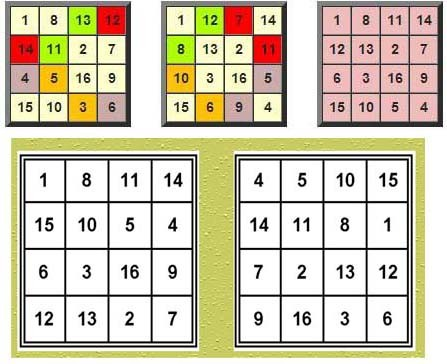 1 8 13 12
14 11 2 7
4 5 16 9
15 10 3 6
1 12 7 14
8 13 2 11
10 3 16 5
15 6 9 4
1 8 11 14
12 13 2 7
6 3 16 9
15 10 5 4
1 8 11 14
15 10 5 4
6 3 16 9
12 13 2 7
4 5 10 15
14 11 8 1
7 2 13 12
9 16 3 6